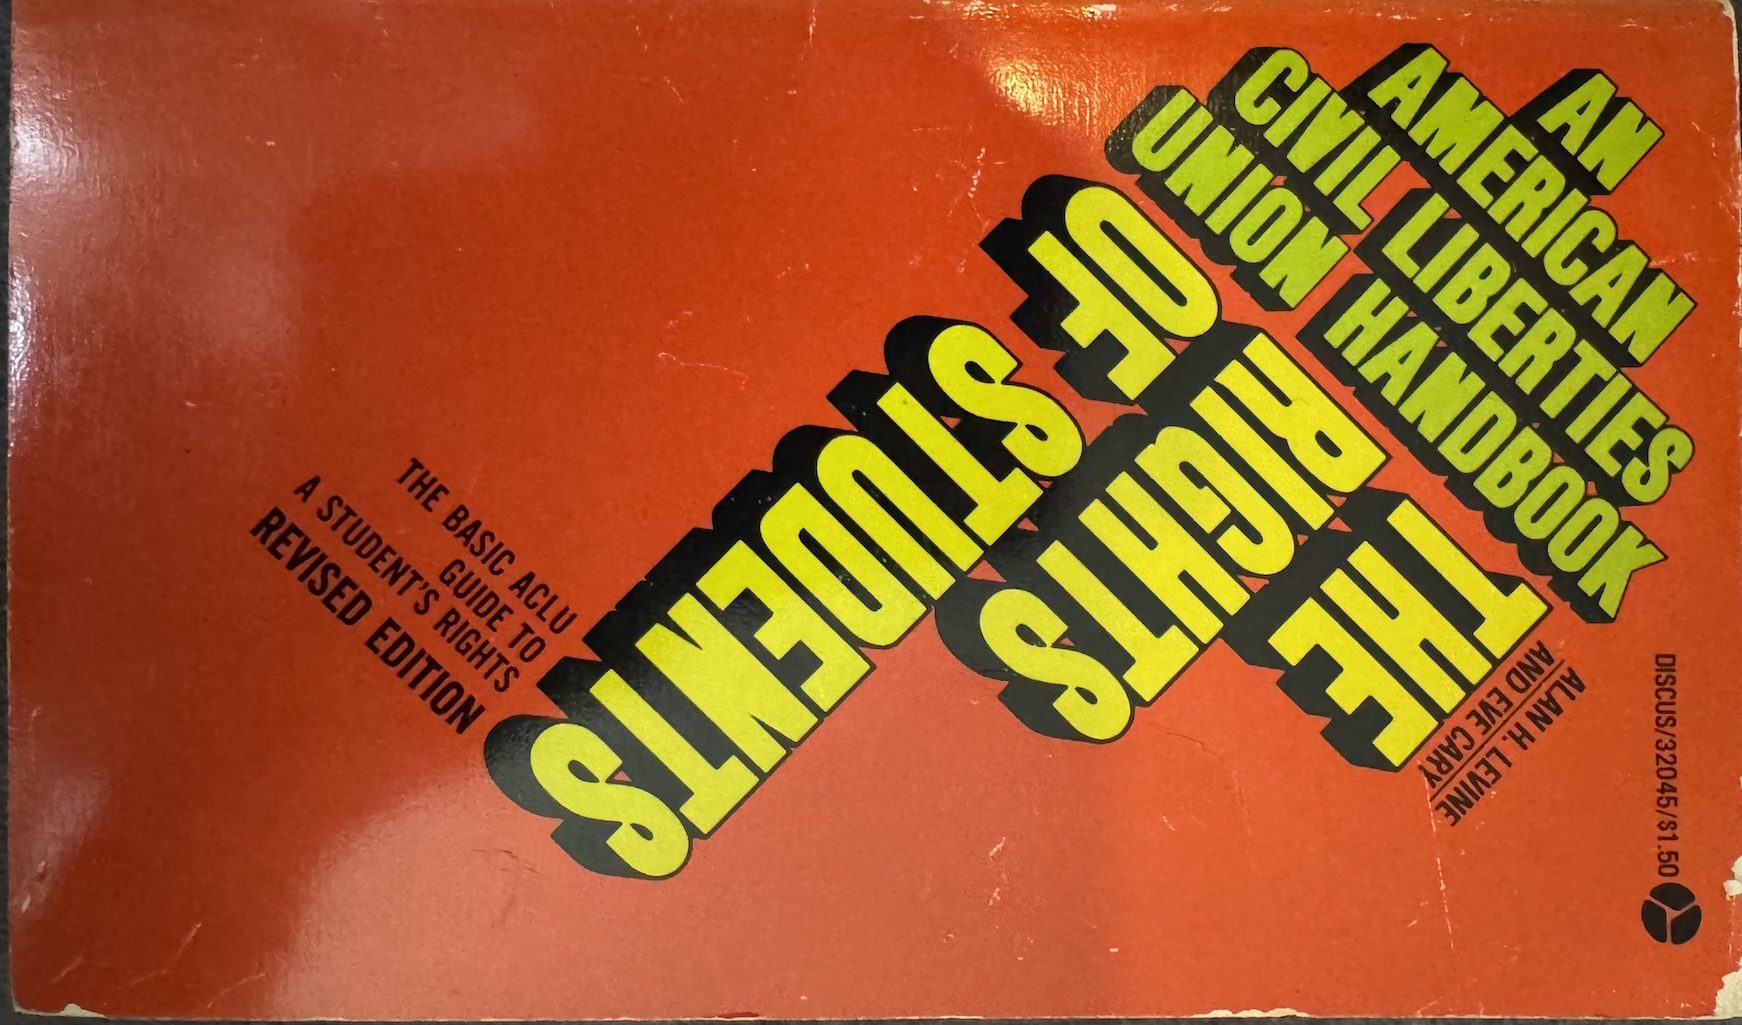 DISCUS/32045/$1.50
AN
AMERICAN
CIVIL LIBERTIES
UNION HANDBOOK
THE
RIGHTS
OF
STUDENTS
ALAN H. LEVINE
AND EVE CARY
THE BASIC ACLU
GUIDE TO
A STUDENT'S RIGHTS
REVISED EDITION